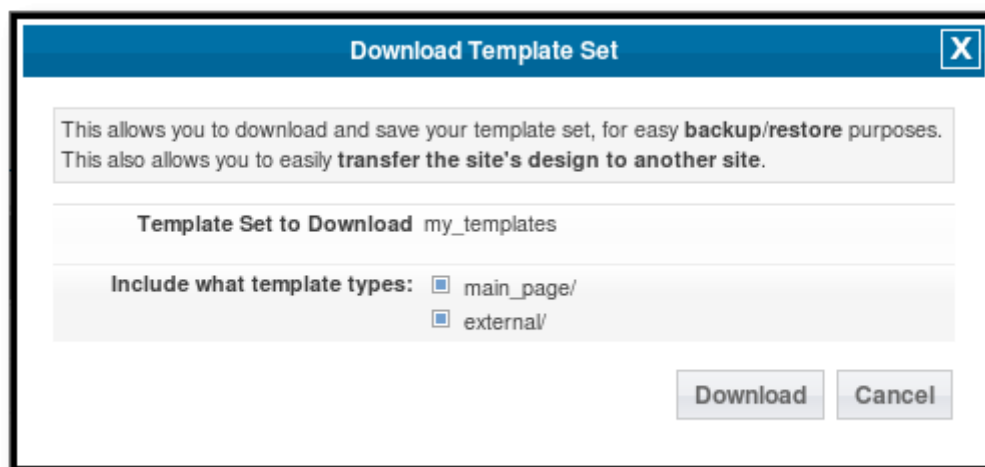 Download Template Set
X
This allows you to download and save your template set, for easy backup/restore purposes.
This also allows you to easily transfer the site's design to another site.
Template Set to Download my_templates
Include what template types: main_page/
external/
Download Cancel